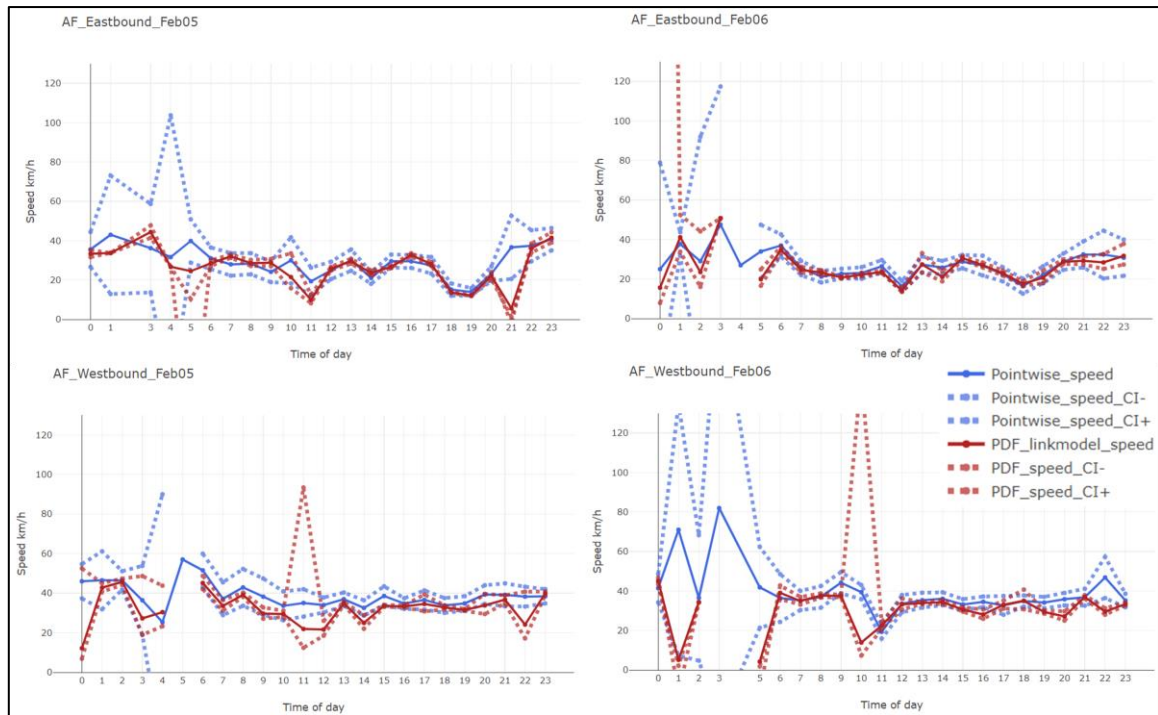 AF_Eastbound_Feb05
120
100
80
60
40
20
0
Speed km/h
0 1 3 4 5 6 7 8 9 10 11 12 13 14 15 16 17 18 19 20 21 22 23
Time of day
AF_Eastbound_Feb06
120
100
80
60
40
20
0
Speed km/h
0 1 2 3 4 5 6 7 8 9 10 11 12 13 14 15 16 17 18 19 20 21 22 23
Time of day
AF_Westbound_Feb05
120
100
80
60
40
20
0
Speed km/h
0 1 2 3 4 5 6 7 8 9 10 11 12 13 14 15 16 17 18 19 20 21 22 23
Time of day
AF_Westbound_Feb06
120
100
80
60
40
20
0
Speed km/h
0 1 2 3 5 6 7 8 9 10 11 12 13 14 15 16 17 18 19 20 21 22 23
Time of day
Pointwise_speed
Pointwise_speed_CI-
Pointwise_speed_CI+
PDF_linkmodel_speed
PDF_speed_CI-
PDF_speed_CI+